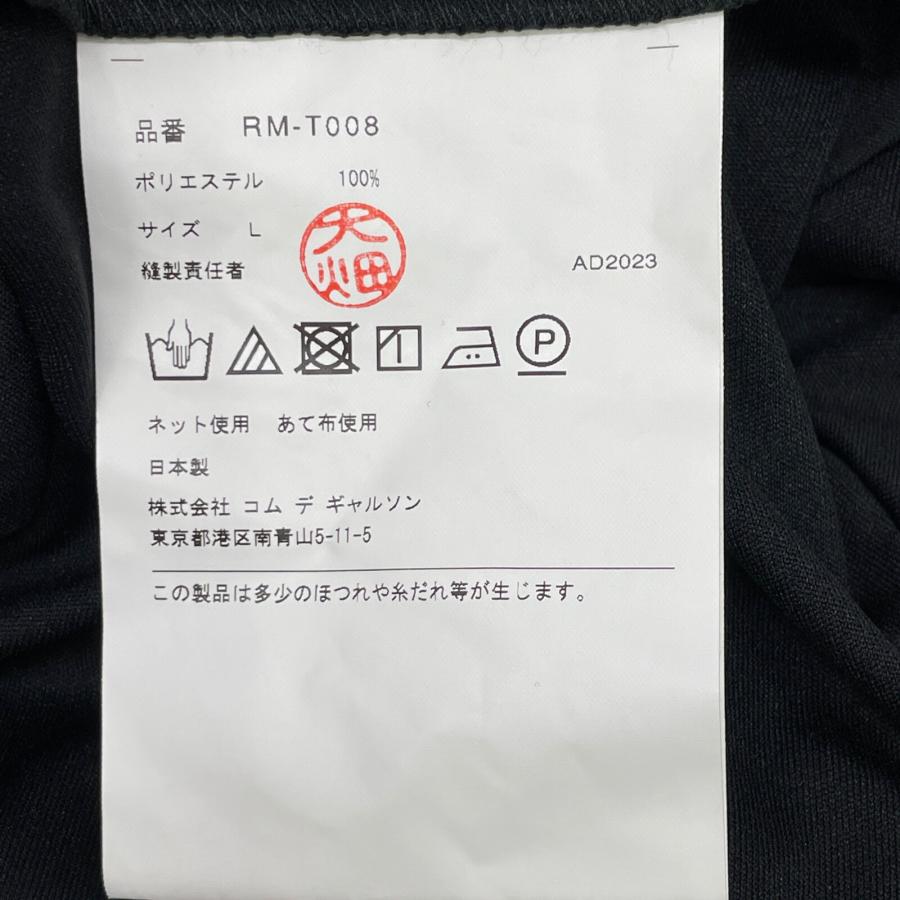 品番 RM-T008
ポリエステル 100%
サイズ L
縫製責任者 大畑
AD2023
P
ネット使用 あて布使用
日本製
株式会社 コム デ ギャルソン
東京都港区南青山5-11-5
この製品は多少のほつれや糸だれ等が生じます。